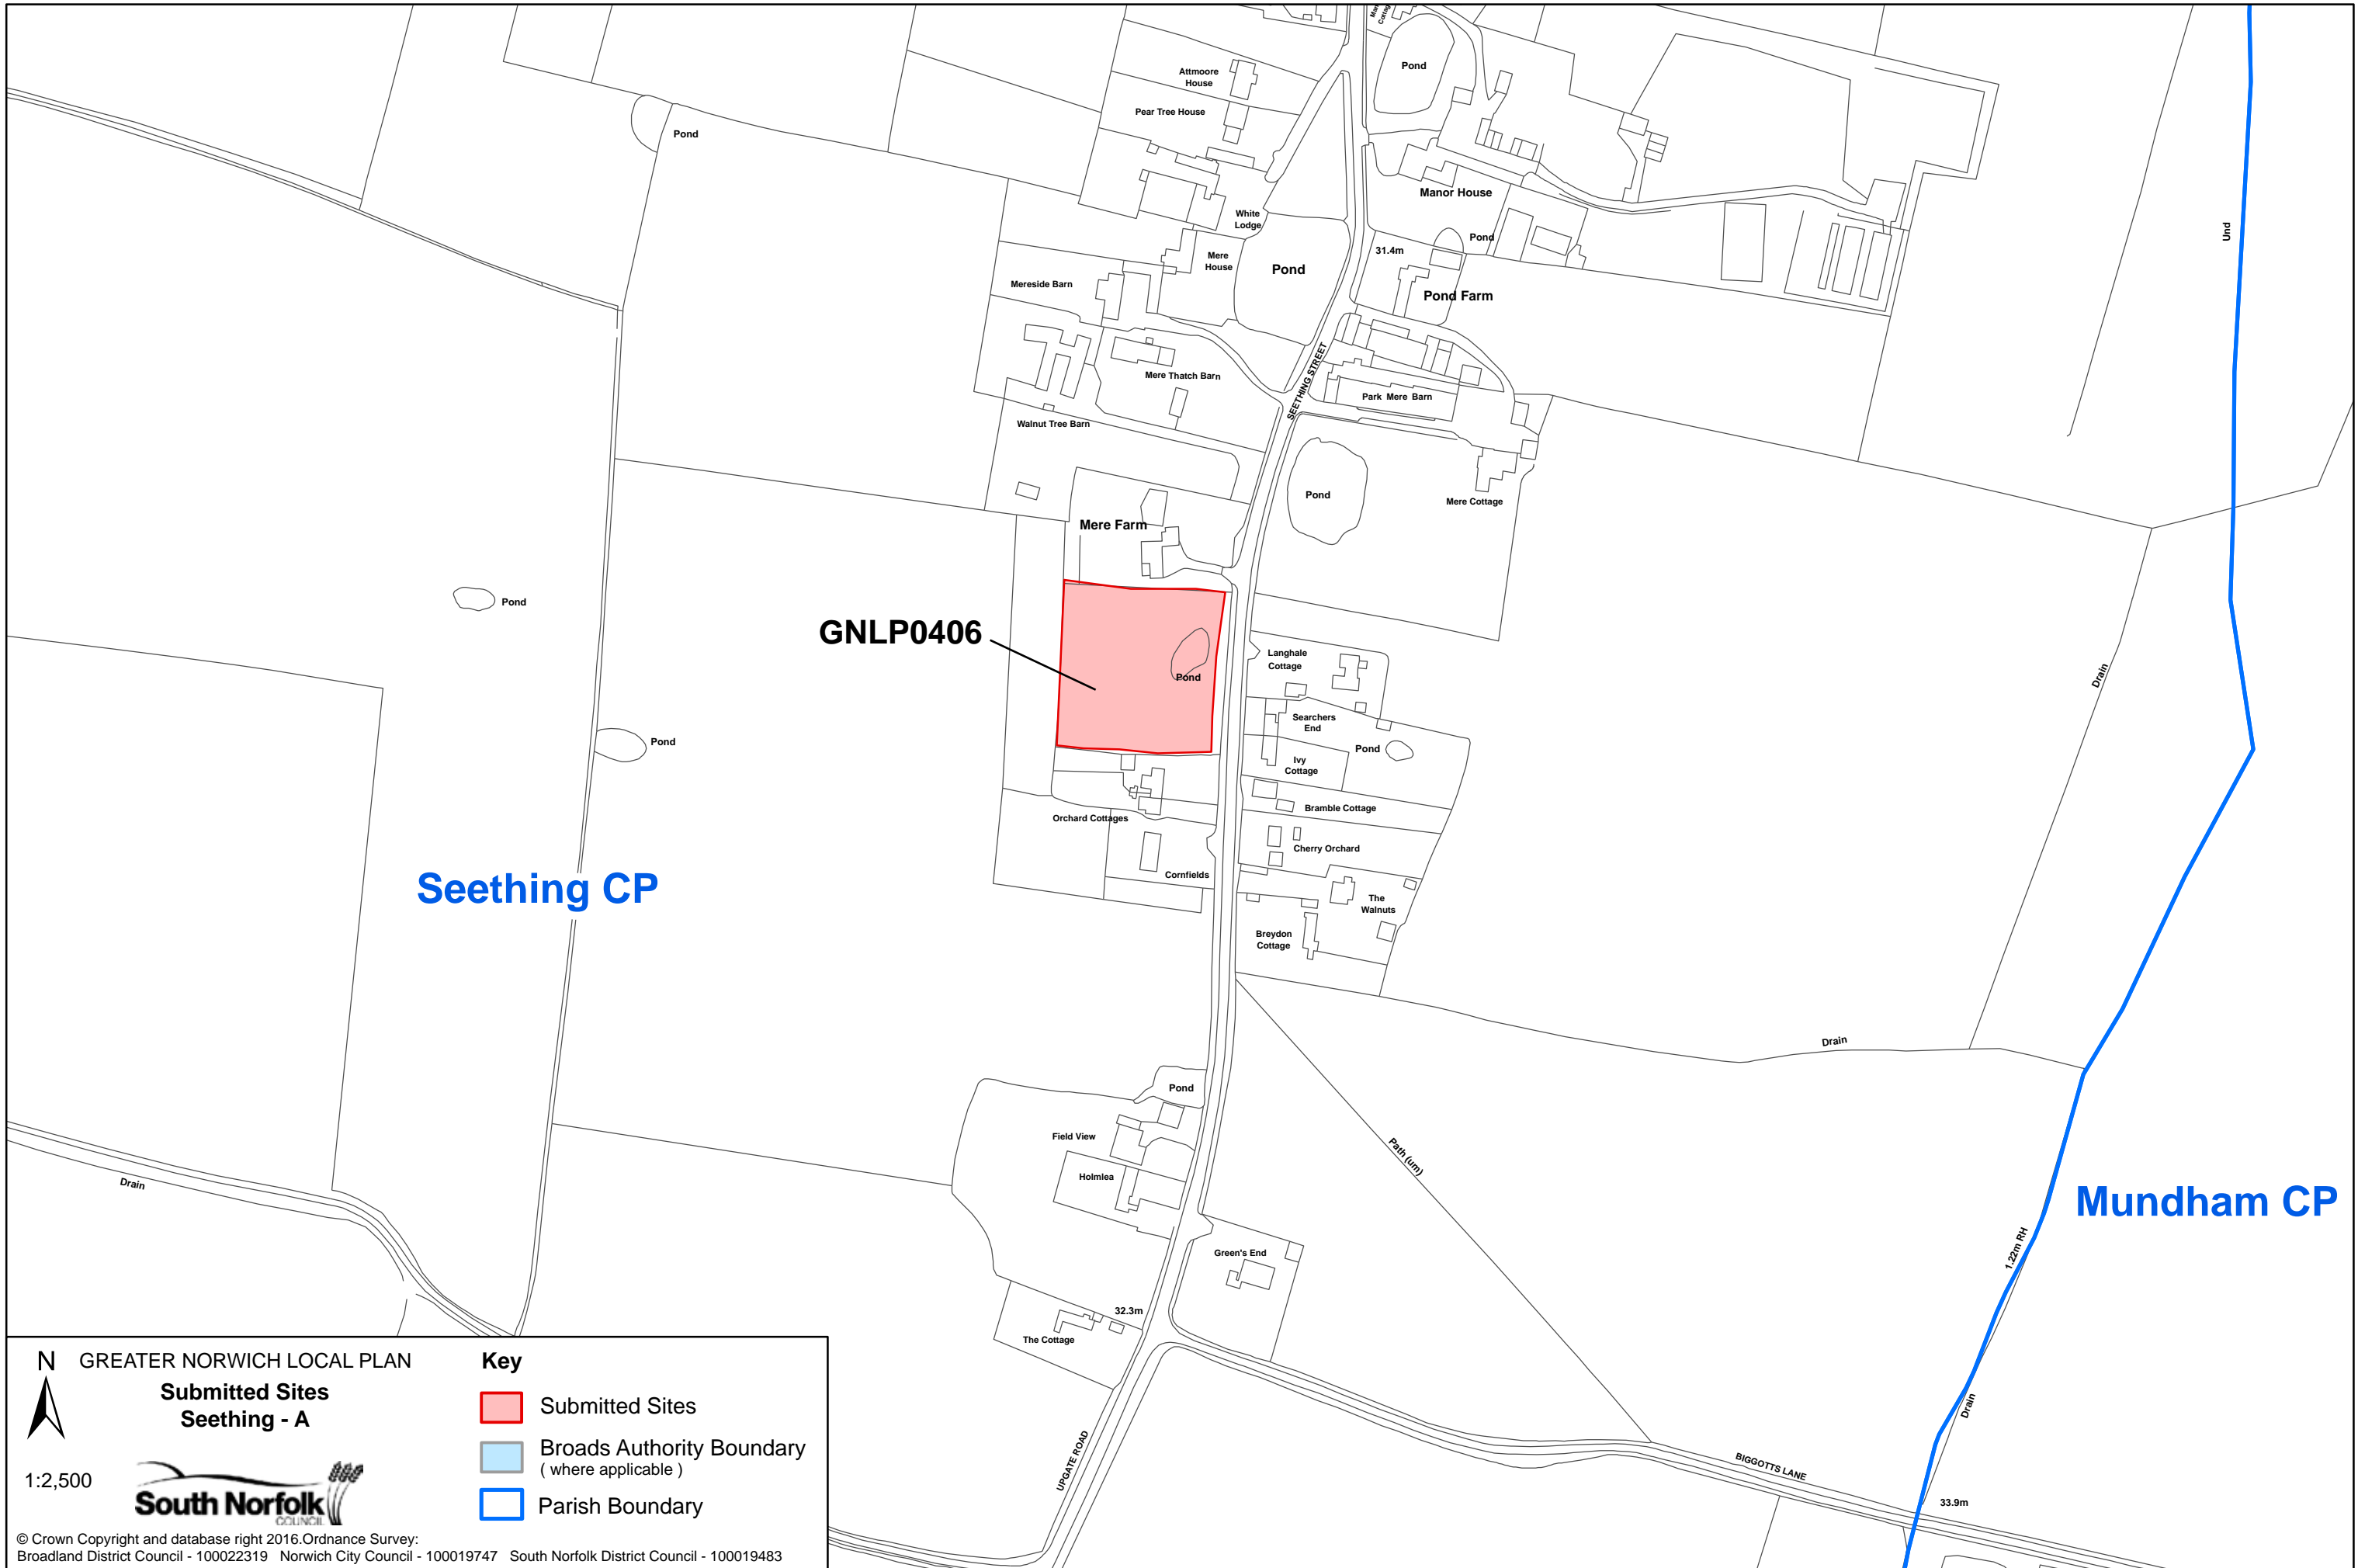 Manor
Cottage
Pond
Attmoore
House
Pear Tree House
Pond
Manor House
White
Lodge
Pond
31.4m
Und
Mere
House
Pond
Mereside Barn
Pond Farm
SEETHING STREET
Mere Thatch Barn
Park Mere Barn
Walnut Tree Barn
Pond
Mere Cottage
Mere Farm
Pond
GNLP0406
Langhale
Cottage
Pond
Drain
Searchers
End
Pond
Pond
Ivy
Cottage
Bramble Cottage
Orchard Cottages
Cherry Orchard
Cornfields
Seething CP
The
Walnuts
Breydon
Cottage
Drain
Pond
Field View
Path (um)
Holmlea
Drain
Mundham CP
1.22m RH
Green's End
32.3m
The Cottage
Drain
UPGATE ROAD
BIGGOTTS LANE
33.9m
N
GREATER NORWICH LOCAL PLAN
Submitted Sites
Seething - A
1:2,500
South Norfolk
COUNCIL
Key
Submitted Sites
Broads Authority Boundary
( where applicable )
Parish Boundary
© Crown Copyright and database right 2016.Ordnance Survey:
Broadland District Council - 100022319 Norwich City Council - 100019747 South Norfolk District Council - 100019483